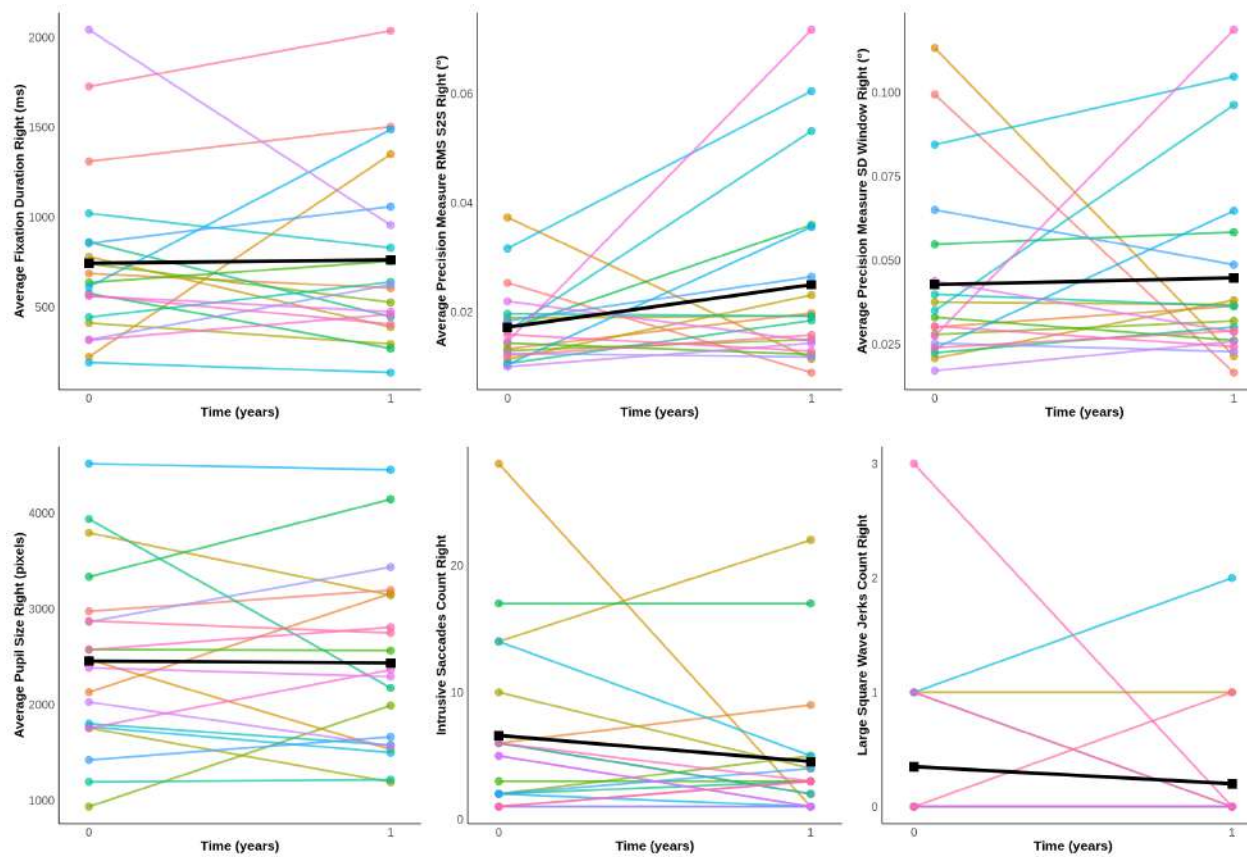 Average Fixation Duration Right (ms)
2000
1500
1000
500
0
1
Time (years)
Average Precision Measure RMS S2S Right (°)
0.06
0.04
0.02
0
1
Time (years)
Average Precision Measure SD Window Right (°)
0.100
0.075
0.050
0.025
0
1
Time (years)
Average Pupil Size Right (pixels)
4000
3000
2000
1000
0
1
Time (years)
Intrusive Saccades Count Right
20
10
0
0
1
Time (years)
Large Square Wave Jerks Count Right
3
2
1
0
0
1
Time (years)